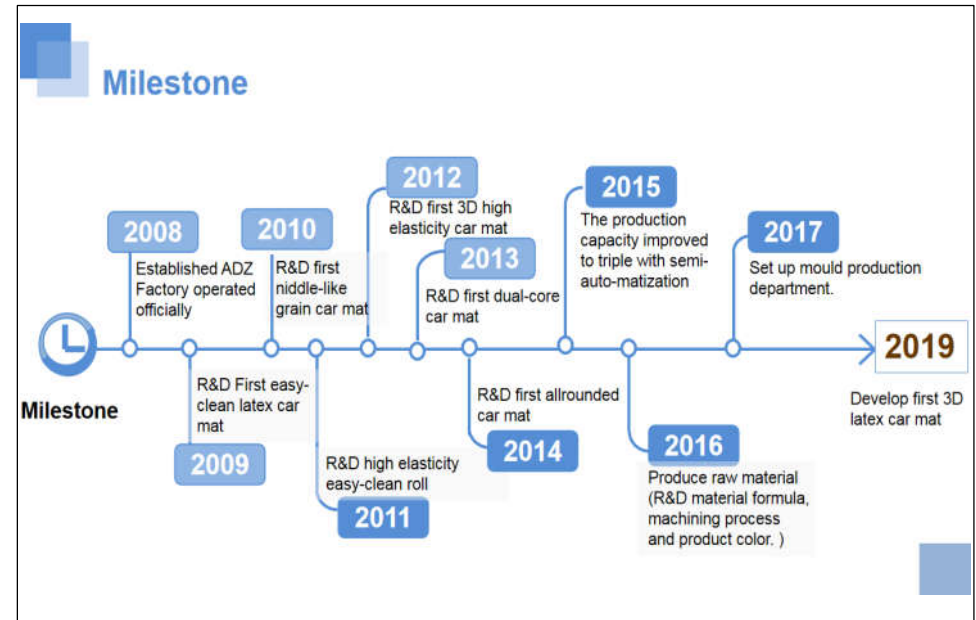 Milestone
2008
Established ADZ
Factory operated
officially
R&D First easy-
clean latex car
mat
2009
2010
R&D first
niddle-like
grain car mat
R&D high elasticity
easy-clean roll
2011
2012
R&D first 3D high
elasticity car mat
2013
R&D first dual-core
car mat
R&D first allrounded
car mat
2014
2015
The production
capacity improved
to triple with semi-
auto-matization
2016
Produce raw material
(R&D material formula,
machining process
and product color. )
2017
Set up mould production
department.
2019
Develop first 3D
latex car mat
Milestone